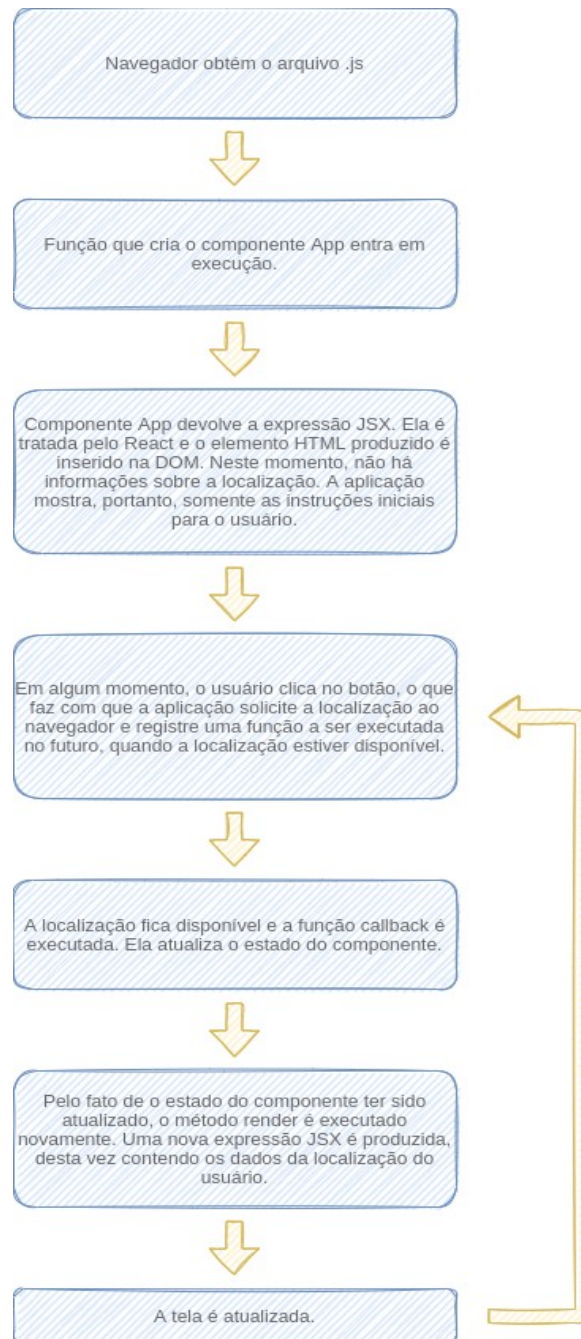 Navegador obtém o arquivo .js
Função que cria o componente App entra em
execução.
Componente App devolve a expressão JSX. Ela é
tratada pelo React e o elemento HTML produzido é
inserido na DOM. Neste momento, não há
informações sobre a localização. A aplicação
mostra, portanto, somente as instruções iniciais
para o usuário.
Em algum momento, o usuário clica no botão, o que
faz com que a aplicação solicite a localização ao
navegador e registre uma função a ser executada
no futuro, quando a localização estiver disponível.
A localização fica disponível e a função callback é
executada. Ela atualiza o estado do componente.
Pelo fato de o estado do componente ter sido
atualizado, o método render é executado
novamente. Uma nova expressão JSX é produzida,
desta vez contendo os dados da localização do
usuário.
A tela é atualizada.